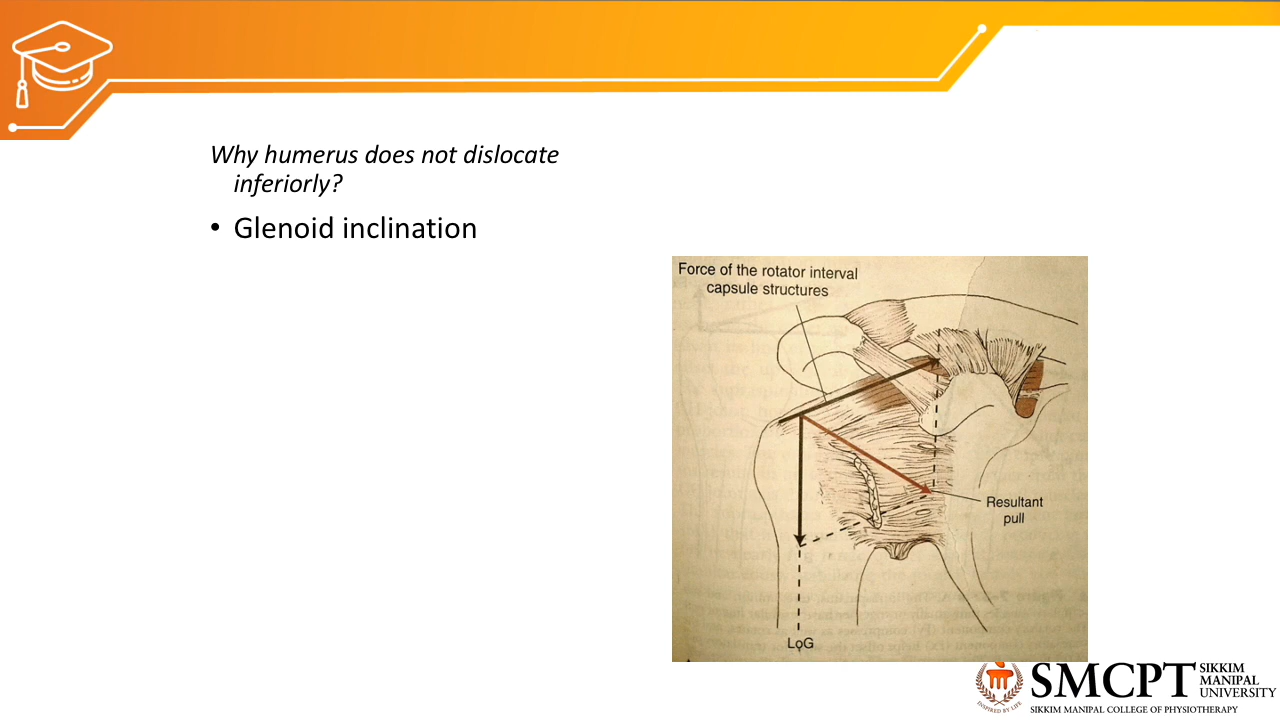 Why humerus does not dislocate
inferiorly?
• Glenoid inclination
Force of the rotator interval
capsule structures
Resultant
pull
LoG
SMCPT
SIKKIM
MANIPAL
UNIVERSITY
INSPIRED BY LIFE
SIKKIM MANIPAL COLLEGE OF PHYSIOTHERAPY